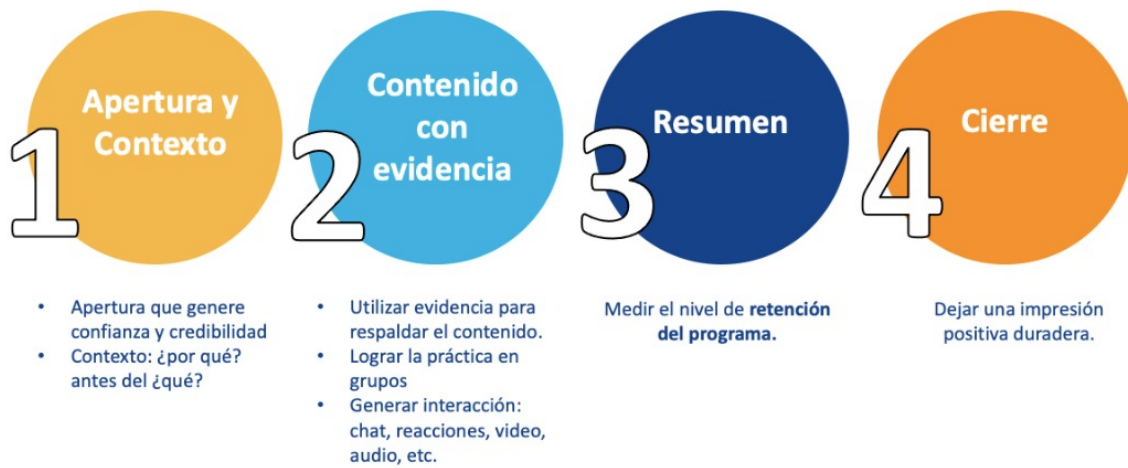 1
Apertura y
Contexto
• Apertura que genere
confianza y credibilidad
• Contexto: ¿por qué?
antes del ¿qué?
2
Contenido
con
evidencia
• Utilizar evidencia para
respaldar el contenido.
• Lograr la práctica en
grupos
• Generar interacción:
chat, reacciones, video,
audio, etc.
3
Resumen
Medir el nivel de retención
del programa.
4
Cierre
Dejar una impresión
positiva duradera.